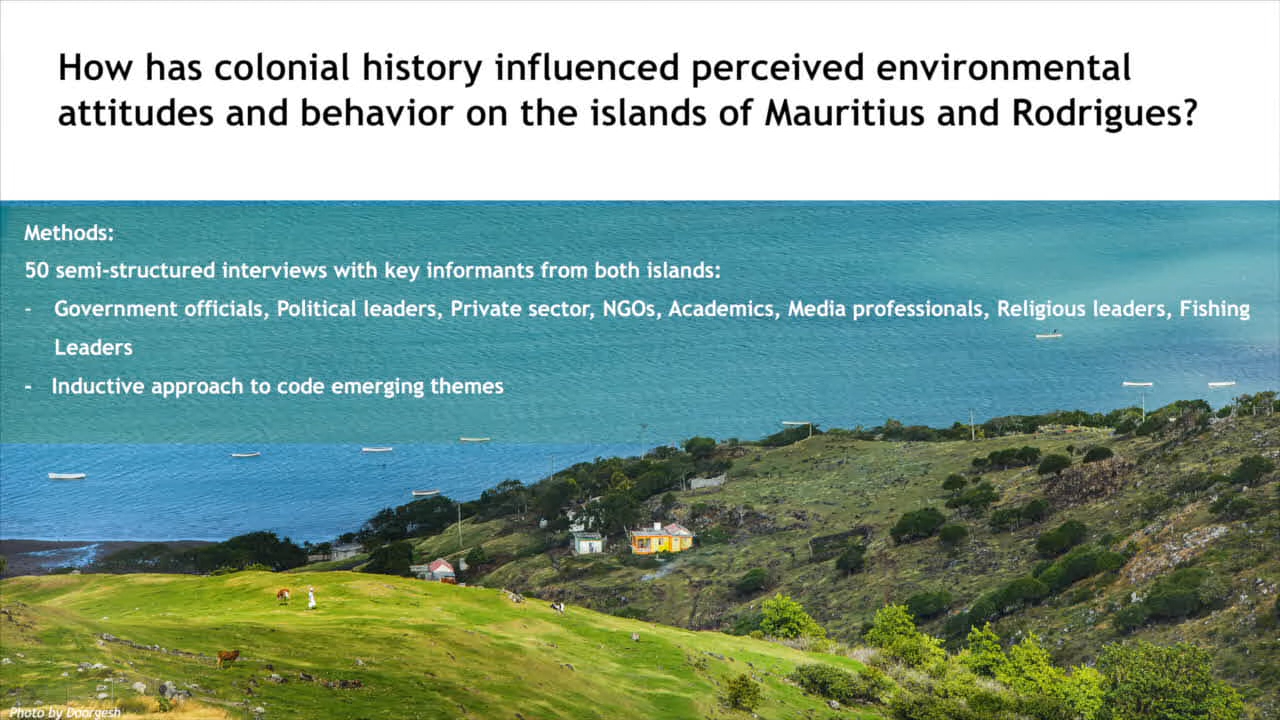 How has colonial history influenced perceived environmental
attitudes and behavior on the islands of Mauritius and Rodrigues?
Methods:
50 semi-structured interviews with key informants from both islands:
- Government officials, Political leaders, Private sector, NGOs, Academics, Media professionals, Religious leaders, Fishing
Leaders
- Inductive approach to code emerging themes
Photo by Doorgesh